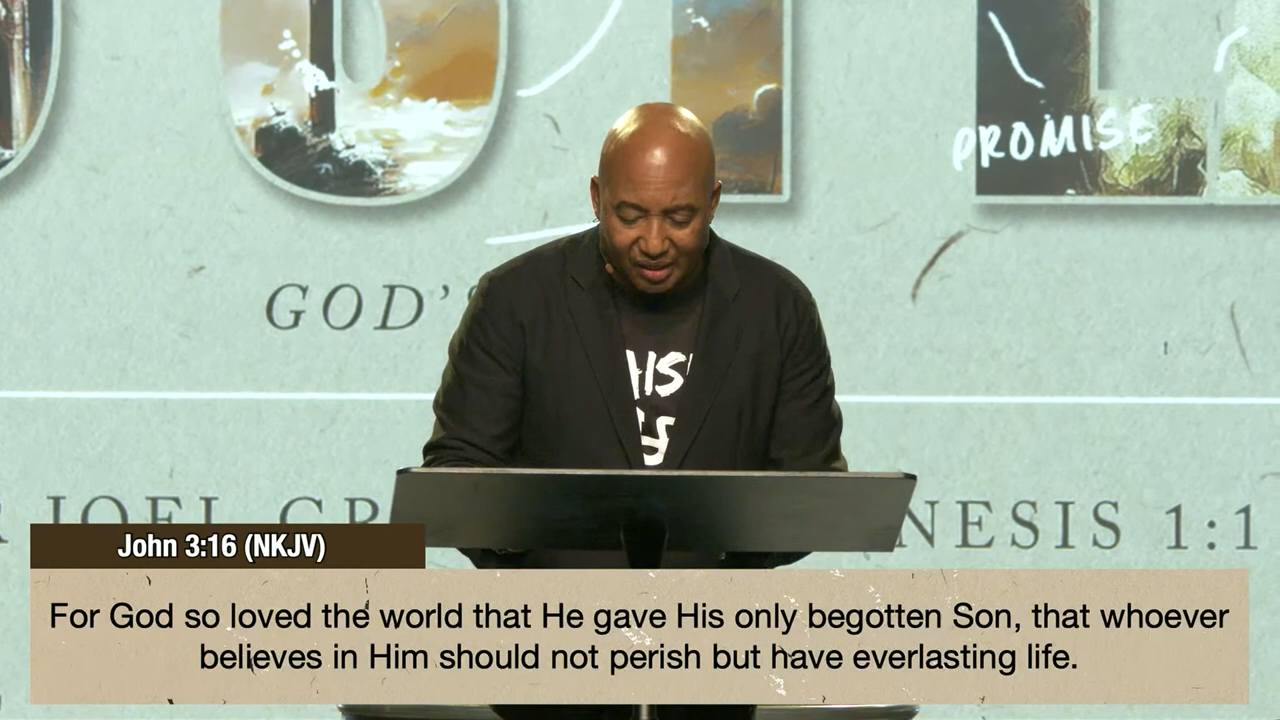 PROMISE
GOD'S
JOEL
John 3:16 (NKJV)
For God so loved the world that He gave His only begotten Son, that whoever
believes in Him should not perish but have everlasting life.
1:1